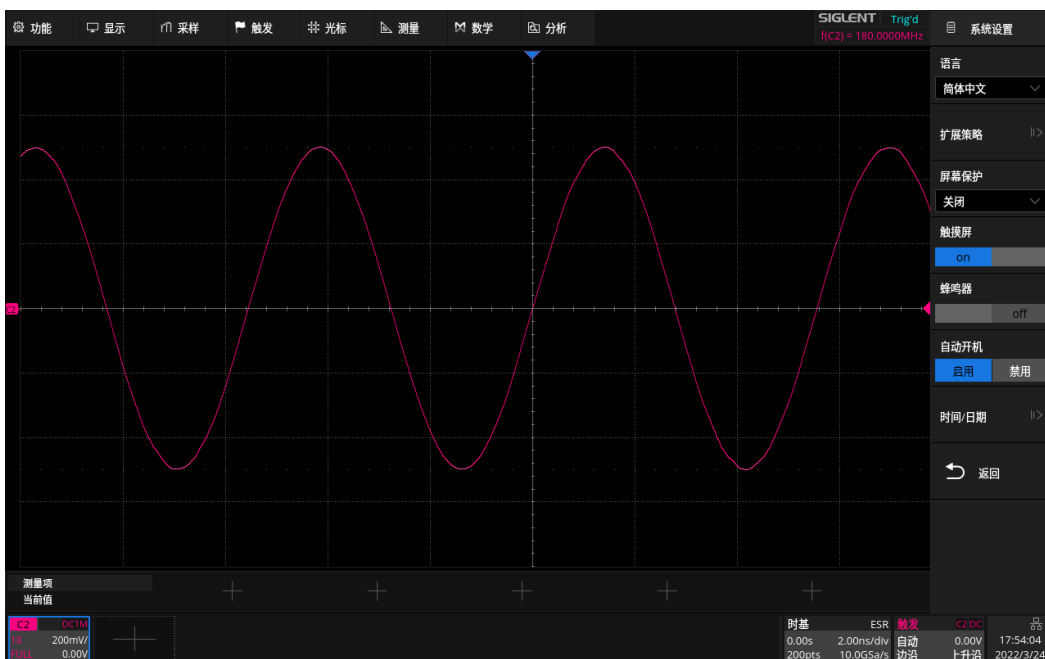 功能 显示 采样 触发 光标 测量 数学 分析
SIGLENT Trig'd
f(C2) = 180.0000MHz
系统设置
语言
简体中文
扩展策略
屏幕保护
关闭
触摸屏
on
蜂鸣器
off
自动开机
启用 禁用
时间/日期
返回
C2
测量项
当前值
C2 DC1M
1X 200mV/
FULL 0.00V
时基 ESR
0.00s 2.00ns/div
200pts 10.0GSa/s
触发 C2 DC
自动 0.00V
边沿 上升沿
17:54:04
2022/3/24